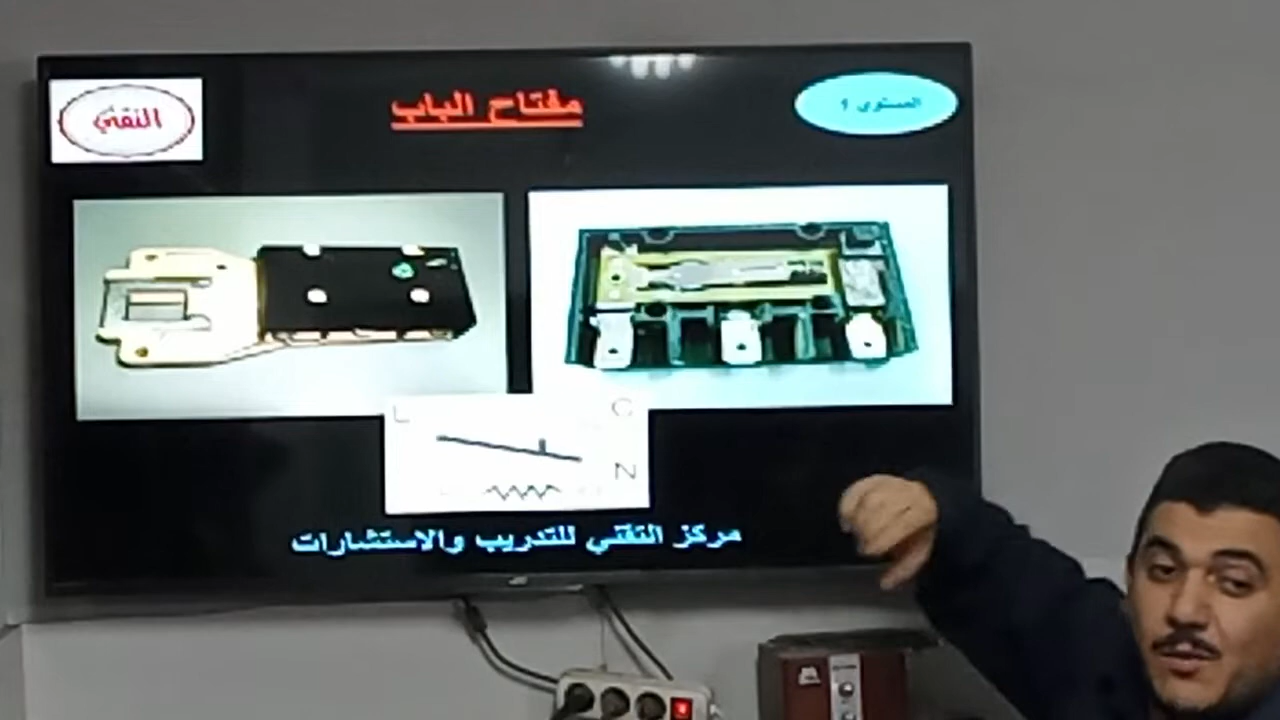 التقني
مفتاح الباب
المستوى 1
L
C
N
مركز التقني للتدريب والاستشارات